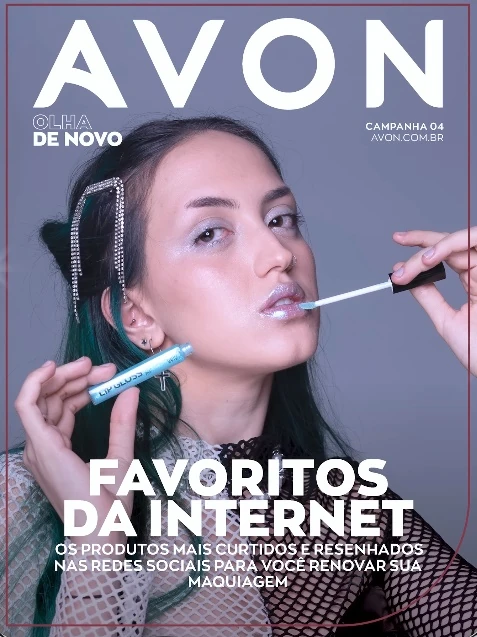 AVON
OLHA
DE NOVO
CAMPANHA 04
AVON.COM.BR
LIP GLOSS
FAVORITOS
DA INTERNET
OS PRODUTOS MAIS CURTIDOS E RESENHADOS
NAS REDES SOCIAIS PARA VOCÊ RENOVAR SUA
MAQUIAGEM